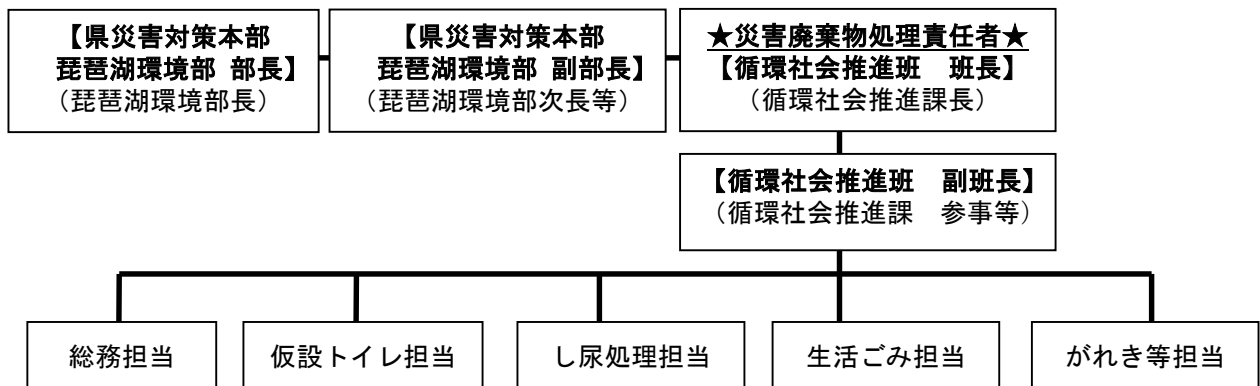 【県災害対策本部
琵琶湖環境部 部長】
（琵琶湖環境部長）
【県災害対策本部
琵琶湖環境部 副部長】
（琵琶湖環境部次長等）
★災害廃棄物処理責任者★
【循環社会推進班　班長】
（循環社会推進課長）
【循環社会推進班　副班長】
（循環社会推進課　参事等）
総務担当
仮設トイレ担当
し尿処理担当
生活ごみ担当
がれき等担当